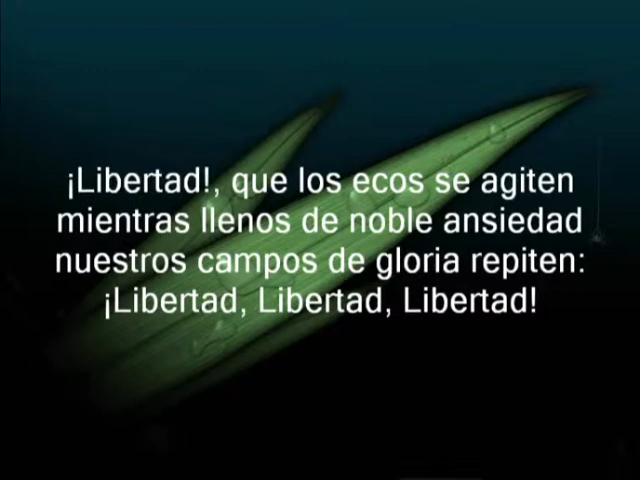 ¡Libertad!, que los ecos se agiten
mientras llenos de noble ansiedad
nuestros campos de gloria repiten:
¡Libertad, Libertad, Libertad!